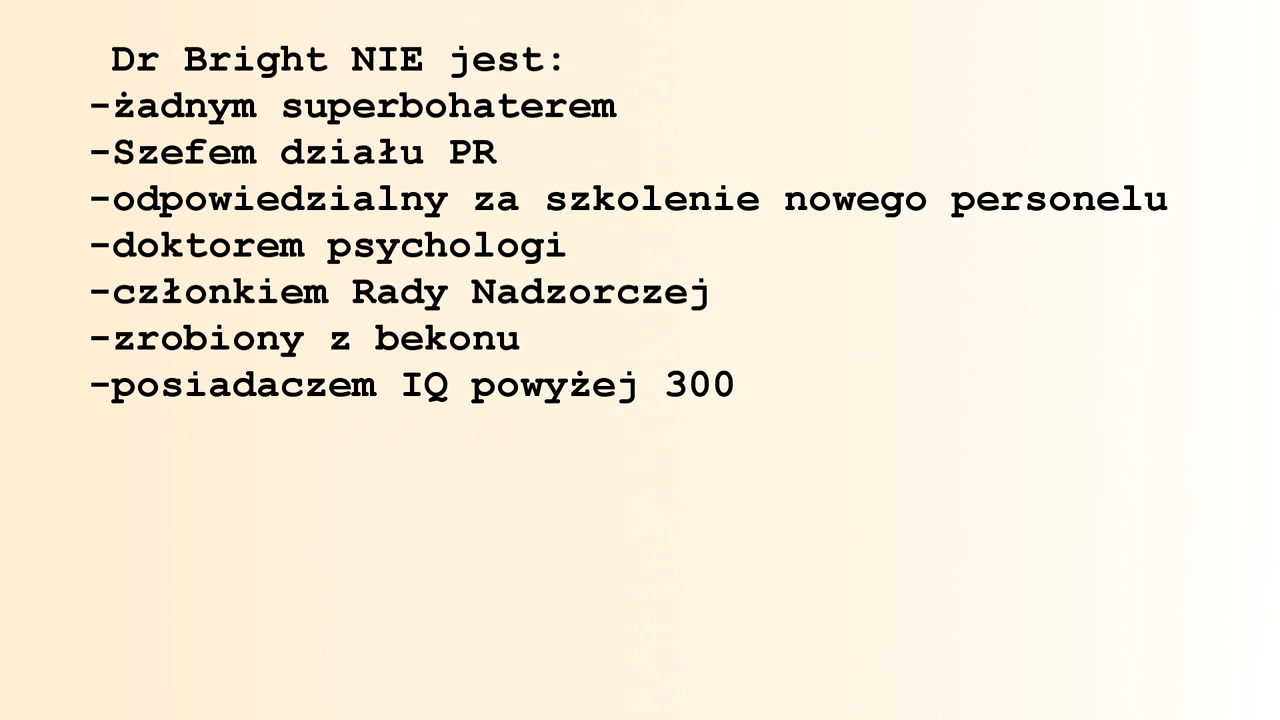 Dr Bright NIE jest:
-żadnym superbohaterem
-Szefem działu PR
-odpowiedzialny za szkolenie nowego personelu
-doktorem psychologi
-członkiem Rady Nadzorczej
-zrobiony z bekonu
-posiadaczem IQ powyżej 300